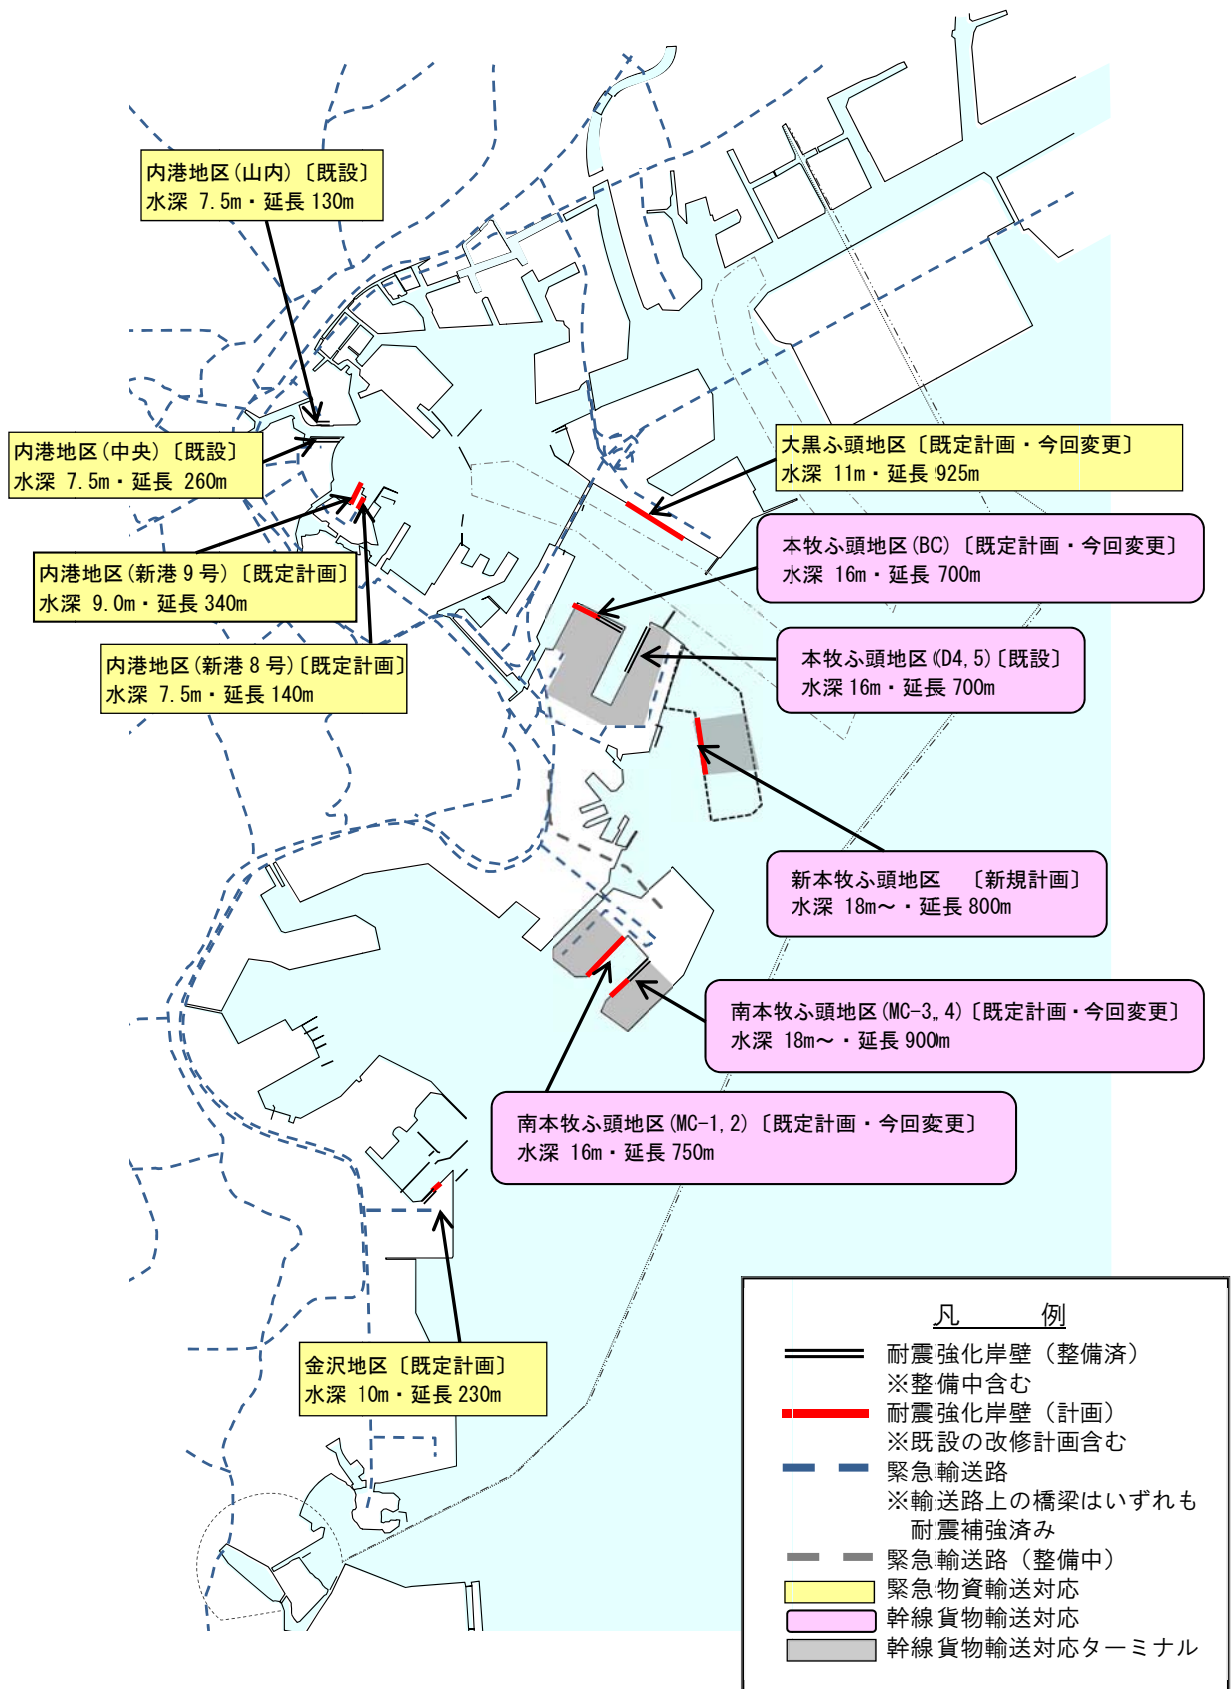 内港地区(山内)〔既設〕
水深 7.5m・延長 130m
内港地区(中央)〔既設〕
水深 7.5m・延長 260m
内港地区(新港9号)〔既定計画〕
水深 9.0m・延長 340m
内港地区(新港8号)〔既定計画〕
水深 7.5m・延長 140m
大黒ふ頭地区〔既定計画・今回変更〕
水深 11m・延長 925m
本牧ふ頭地区(BC)〔既定計画・今回変更〕
水深 16m・延長 700m
本牧ふ頭地区(D4,5)〔既設〕
水深 16m・延長 700m
新本牧ふ頭地区 〔新規計画〕
水深 18m～・延長 800m
南本牧ふ頭地区(MC-3,4)〔既定計画・今回変更〕
水深 18m～・延長 900m
南本牧ふ頭地区(MC-1,2)〔既定計画・今回変更〕
水深 16m・延長 750m
金沢地区〔既定計画〕
水深 10m・延長 230m
凡 例
耐震強化岸壁（整備済）
※整備中含む
耐震強化岸壁（計画）
※既設の改修計画含む
緊急輸送路
※輸送路上の橋梁はいずれも
耐震補強済み
緊急輸送路（整備中）
緊急物資輸送対応
幹線貨物輸送対応
幹線貨物輸送対応ターミナル